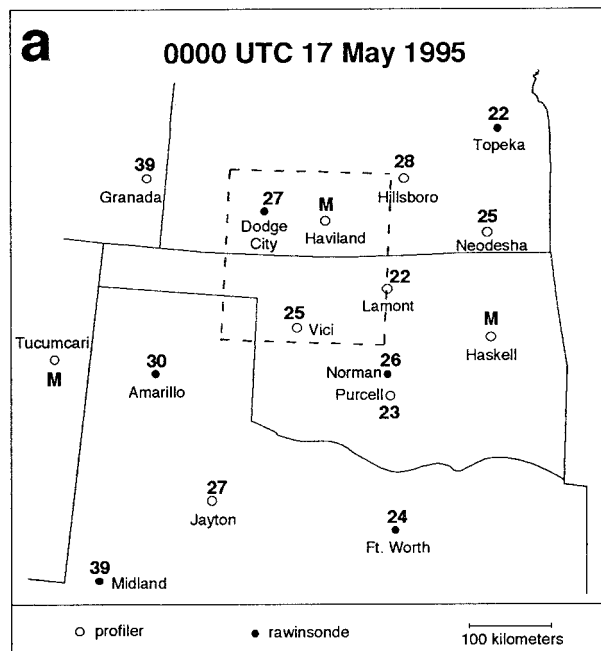 a
0000 UTC 17 May 1995
22
Topeka
39
Granada
28
Hillsboro
27
Dodge
City
M
Haviland
25
Neodesha
22
Lamont
25
Vici
M
Haskell
Tucumcari
M
30
Amarillo
26
Norman
Purcell
23
27
Jayton
24
Ft. Worth
39
Midland
profiler
rawinsonde
100 kilometers